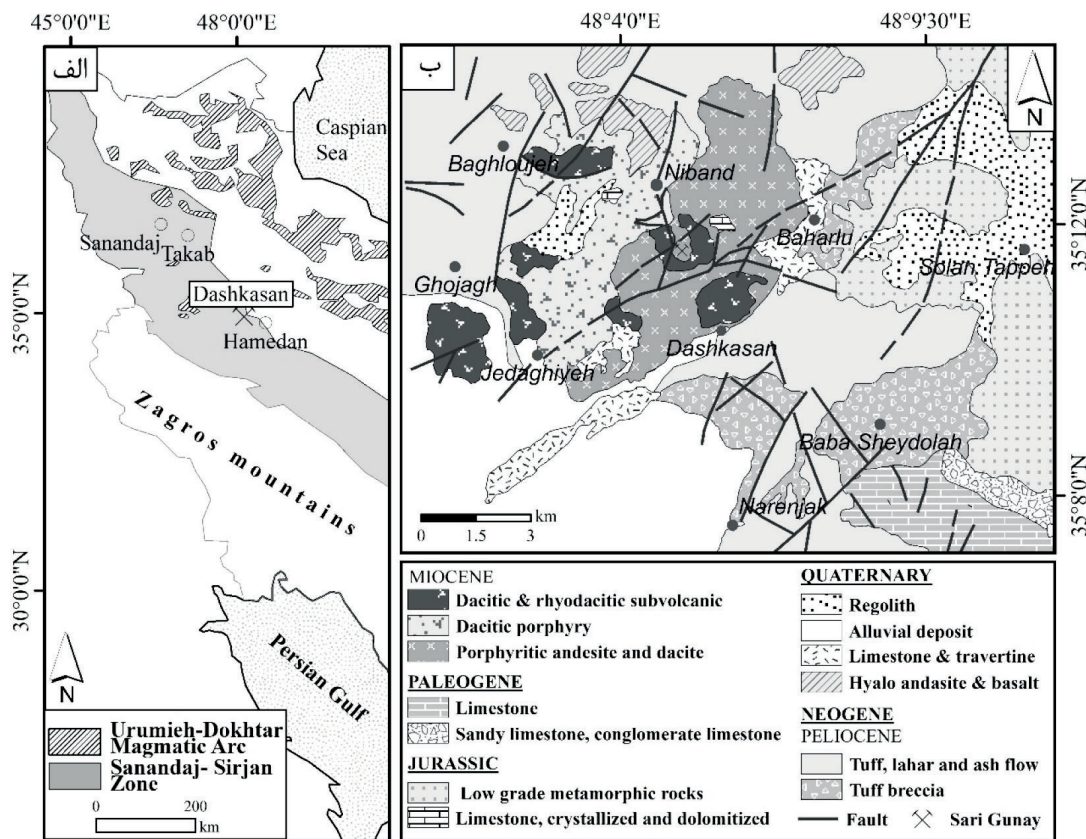 45°0'0"E
48°0'0"E
الف
Caspian
Sea
Sanandaj
Takab
Dashkasan
Hamedan
35°0'0"N
Zagros mountains
30°0'0"N
Persian Gulf
N
Urumieh-Dokhtar
Magmatic Arc
Sanandaj- Sirjan
Zone
0
200
km
48°4'0"E
48°9'30"E
ب
N
Baghloujeh
Niband
Baharlu
35°12'0"N
Solan Tappeh
Ghojagh
Dashkasan
Jedaghiyeh
Baba Sheydolah
Narenjak
35°8'0"N
km
0
1.5
3
MIOCENE
Dacitic & rhyodacitic subvolcanic
Dacitic porphyry
Porphyritic andesite and dacite
PALEOGENE
Limestone
Sandy limestone, conglomerate limestone
JURASSIC
Low grade metamorphic rocks
Limestone, crystallized and dolomitized
QUATERNARY
Regolith
Alluvial deposit
Limestone & travertine
Hyalo andasite & basalt
NEOGENE
PELIOCENE
Tuff, lahar and ash flow
Tuff breccia
Fault
Sari Gunay